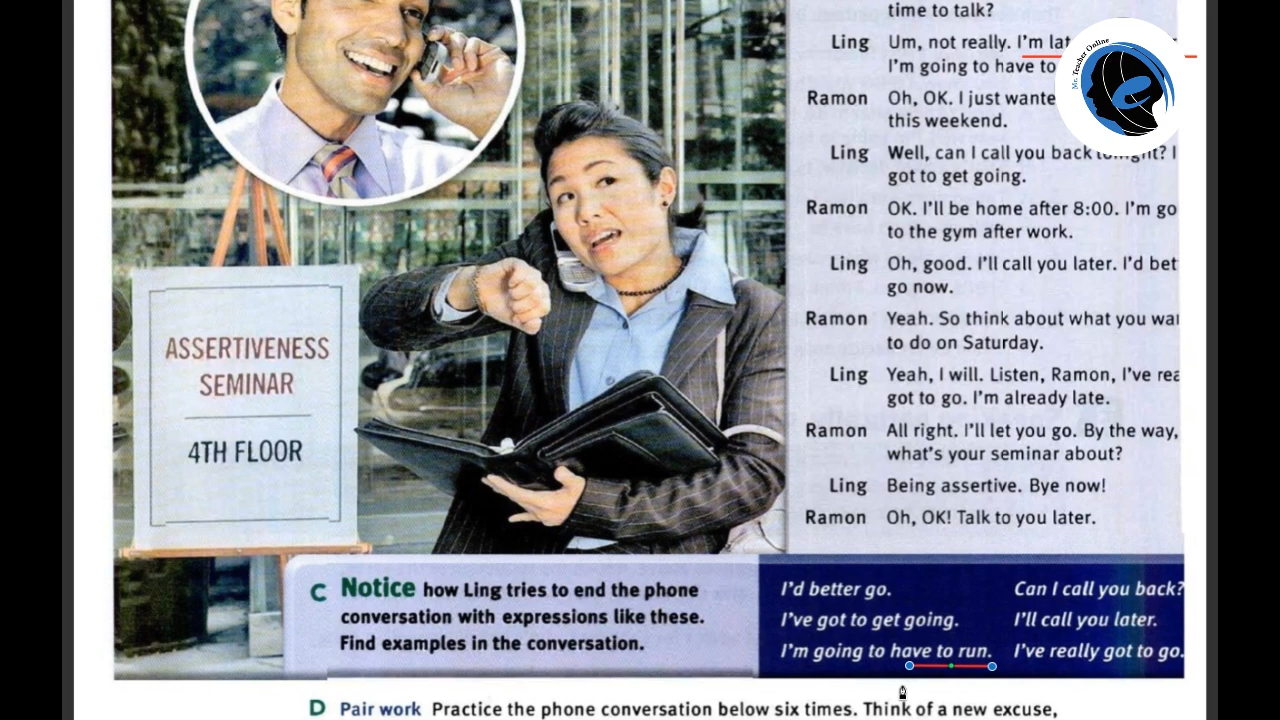 time to talk?
Ling Um, not really. I'm
I'm going to have to
Ramon Oh, OK. I just
this weekend.
Ling Well, can I call you back
got to get going.
Ramon OK. I'll be home after 8:00. I'm
to the gym after work.
Ling Oh, good. I'll call you later. I'd
go now.
Ramon Yeah. So think about what you
to do on Saturday.
Ling Yeah, I will. Listen, Ramon, I've
got to go. I'm already late.
Ramon All right. I'll let you go. By the way,
what's your seminar about?
Ling Being assertive. Bye now!
Ramon Oh, OK! Talk to you later.
Mr. Teacher Online
ASSERTIVENESS
SEMINAR
4TH FLOOR
C Notice how Ling tries to end the phone
conversation with expressions like these.
Find examples in the conversation.
I'd better go. Can I call you back?
I've got to get going. I'll call you later.
I'm going to have to run. I've really got to go.
D Pair work Practice the phone conversation below six times. Think of a new excuse,